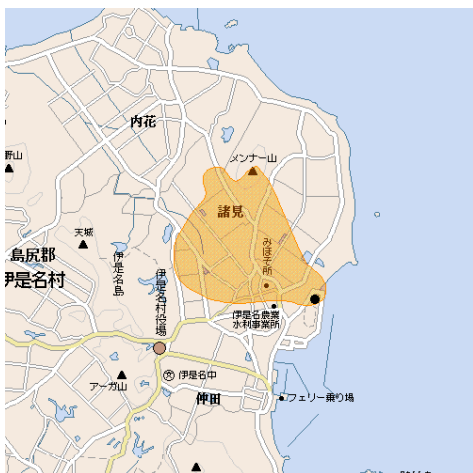 内花
メンナー山
諸見
天城
島尻郡
伊是名村
伊是名島
伊是名村役場
みほそ所
伊是名農業
水利事業所
アーガ山
文
伊是名中
仲田
フェリー乗り場